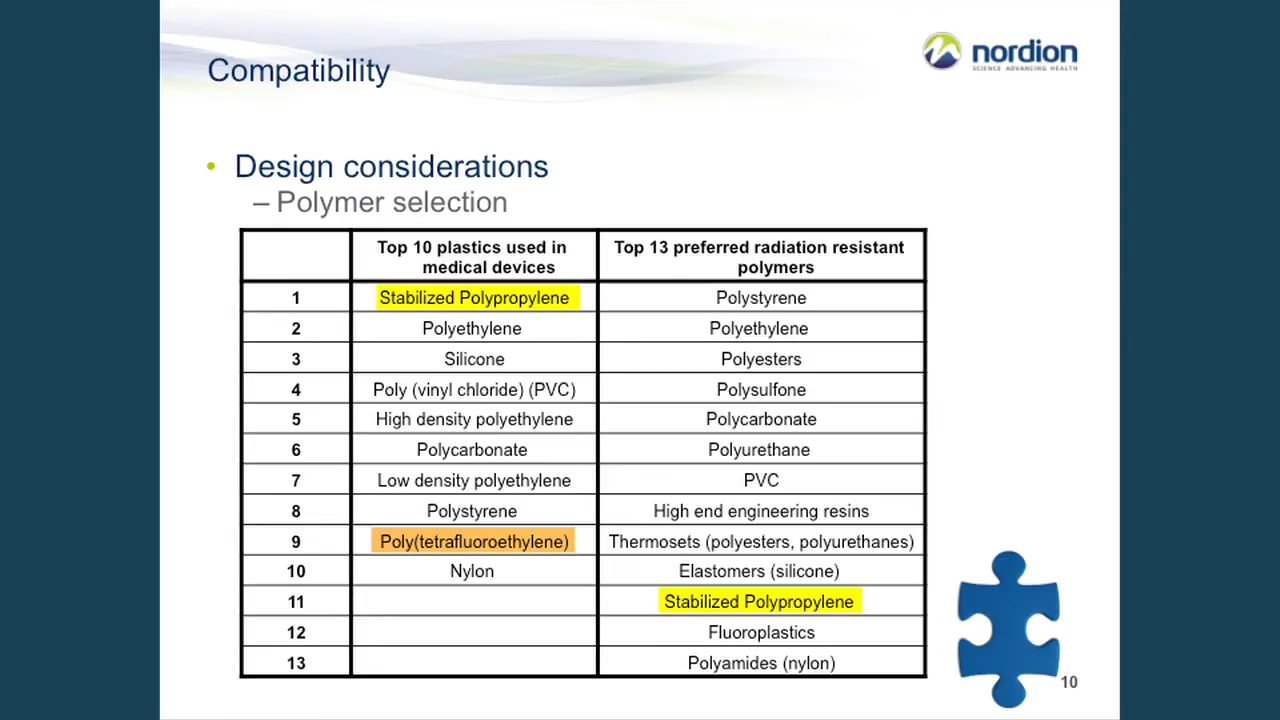 Compatibility
nordion
SCIENCE ADVANCING HEALTH
• Design considerations
– Polymer selection
Top 10 plastics used in medical devices Top 13 preferred radiation resistant polymers
1 Stabilized Polypropylene Polystyrene
2 Polyethylene Polyethylene
3 Silicone Polyesters
4 Poly (vinyl chloride) (PVC) Polysulfone
5 High density polyethylene Polycarbonate
6 Polycarbonate Polyurethane
7 Low density polyethylene PVC
8 Polystyrene High end engineering resins
9 Poly(tetrafluoroethylene) Thermosets (polyesters, polyurethanes)
10 Nylon Elastomers (silicone)
11 Stabilized Polypropylene
12 Fluoroplastics
13 Polyamides (nylon)
10